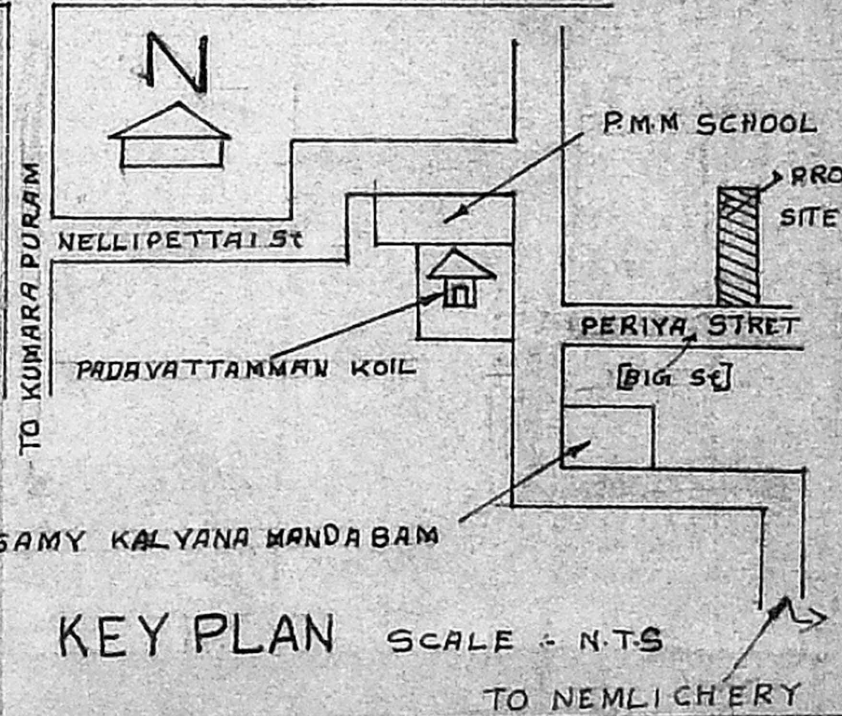 N
P.M.M SCHOOL
PRO
SITE
TO KUMARA PURAM
NELLIPETTAI St
PERIYA STRET
PADAVATTAMMAN KOIL
[BIG St]
SAMY KALYANA MANDABAM
KEY PLAN SCALE :- N.T.S
TO NEMLICHERY